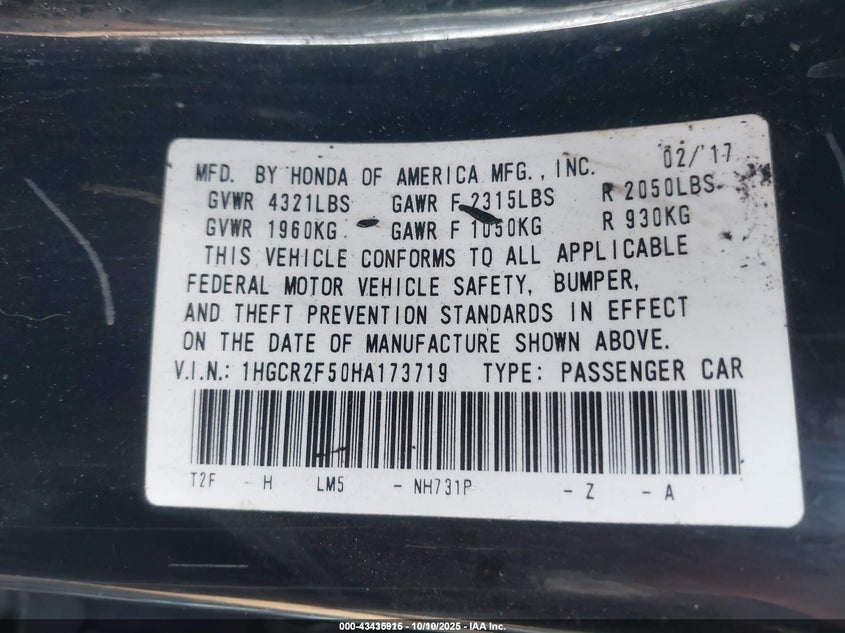 MFD. BY HONDA OF AMERICA MFG., INC. 02/'17
GVWR 4321LBS GAWR F 2315LBS R 2050LBS
GVWR 1960KG GAWR F 1050KG R 930KG
THIS VEHICLE CONFORMS TO ALL APPLICABLE
FEDERAL MOTOR VEHICLE SAFETY, BUMPER,
AND THEFT PREVENTION STANDARDS IN EFFECT
ON THE DATE OF MANUFACTURE SHOWN ABOVE.
V.I.N.: 1HGCR2F50HA173719 TYPE: PASSENGER CAR
T2F - H LM5 - NH731P - Z - A
000-43435915 - 10/19/2025 - IAA Inc.